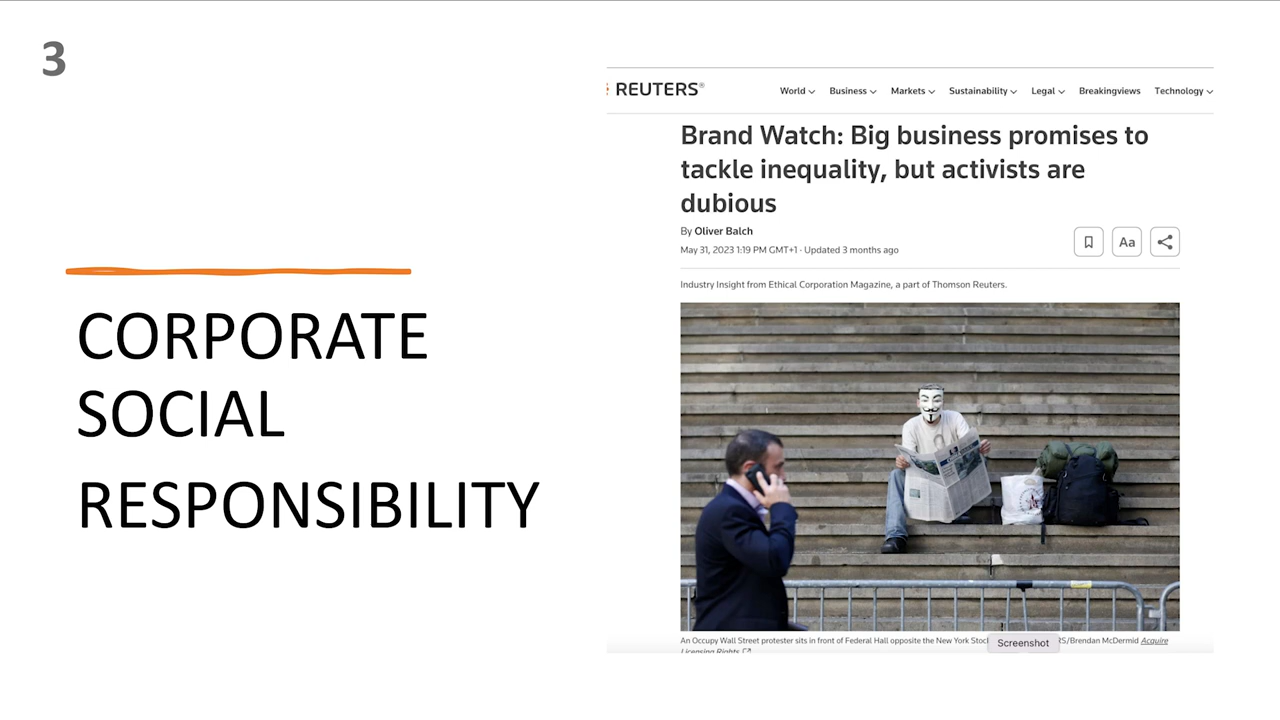 3
CORPORATE
SOCIAL
RESPONSIBILITY
REUTERS®
World Business Markets Sustainability Legal Breakingviews Technology
Brand Watch: Big business promises to
tackle inequality, but activists are
dubious
By Oliver Balch
May 31, 2023 1:19 PM GMT+1 · Updated 3 months ago
Aa
Industry Insight from Ethical Corporation Magazine, a part of Thomson Reuters.
An Occupy Wall Street protester sits in front of Federal Hall opposite the New York Stoc RS/Brendan McDermid Acquire
Licensing Rights
Screenshot